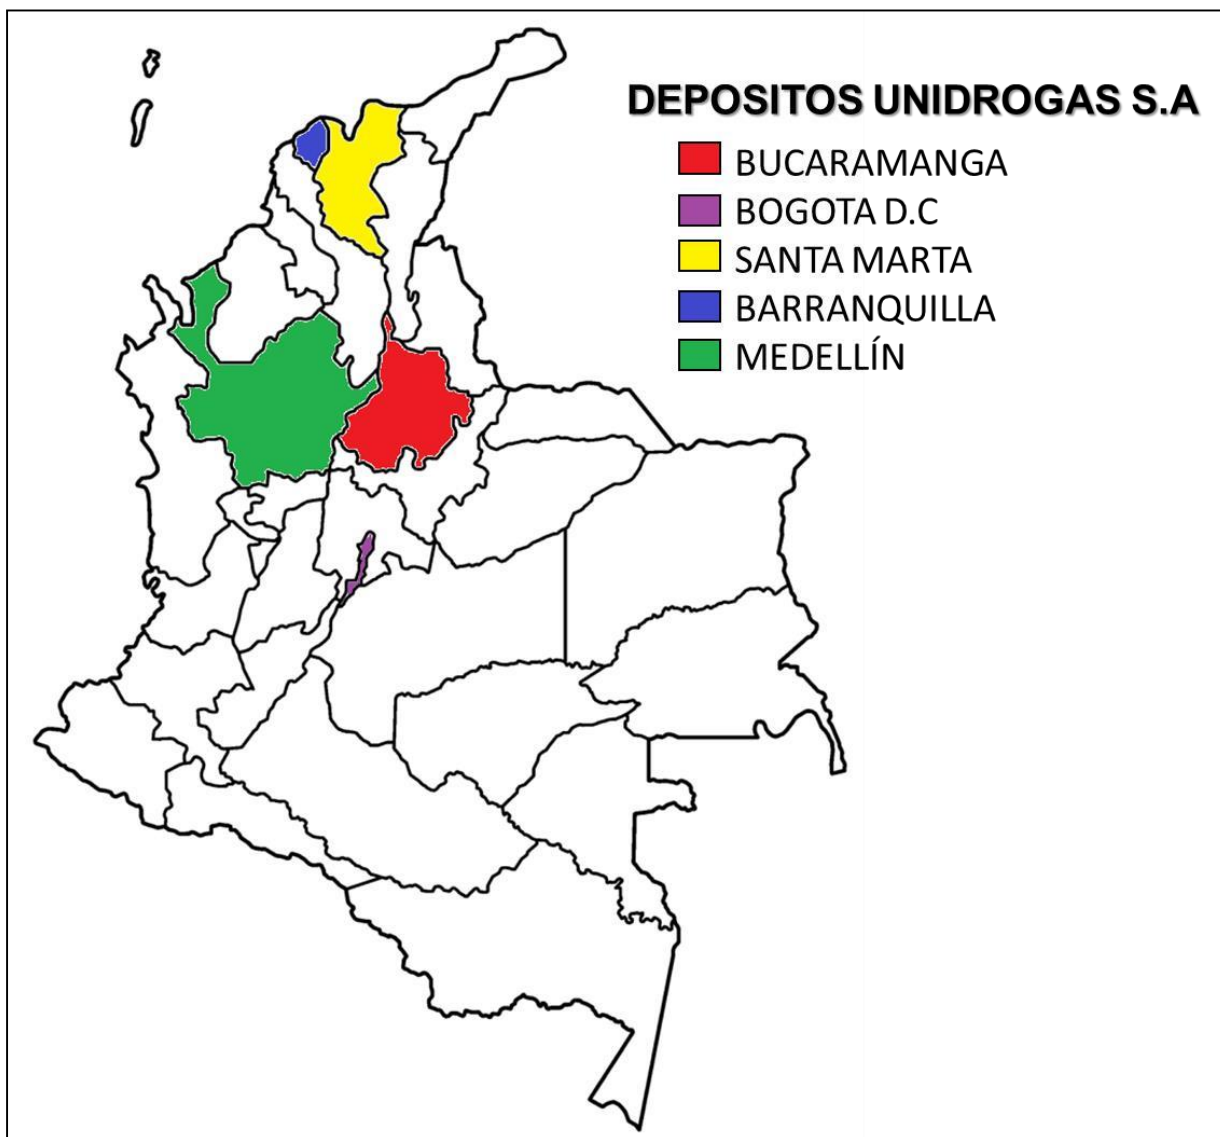 DEPOSITOS UNIDROGAS S.A
BUCARAMANGA
BOGOTA D.C
SANTA MARTA
BARRANQUILLA
MEDELLÍN